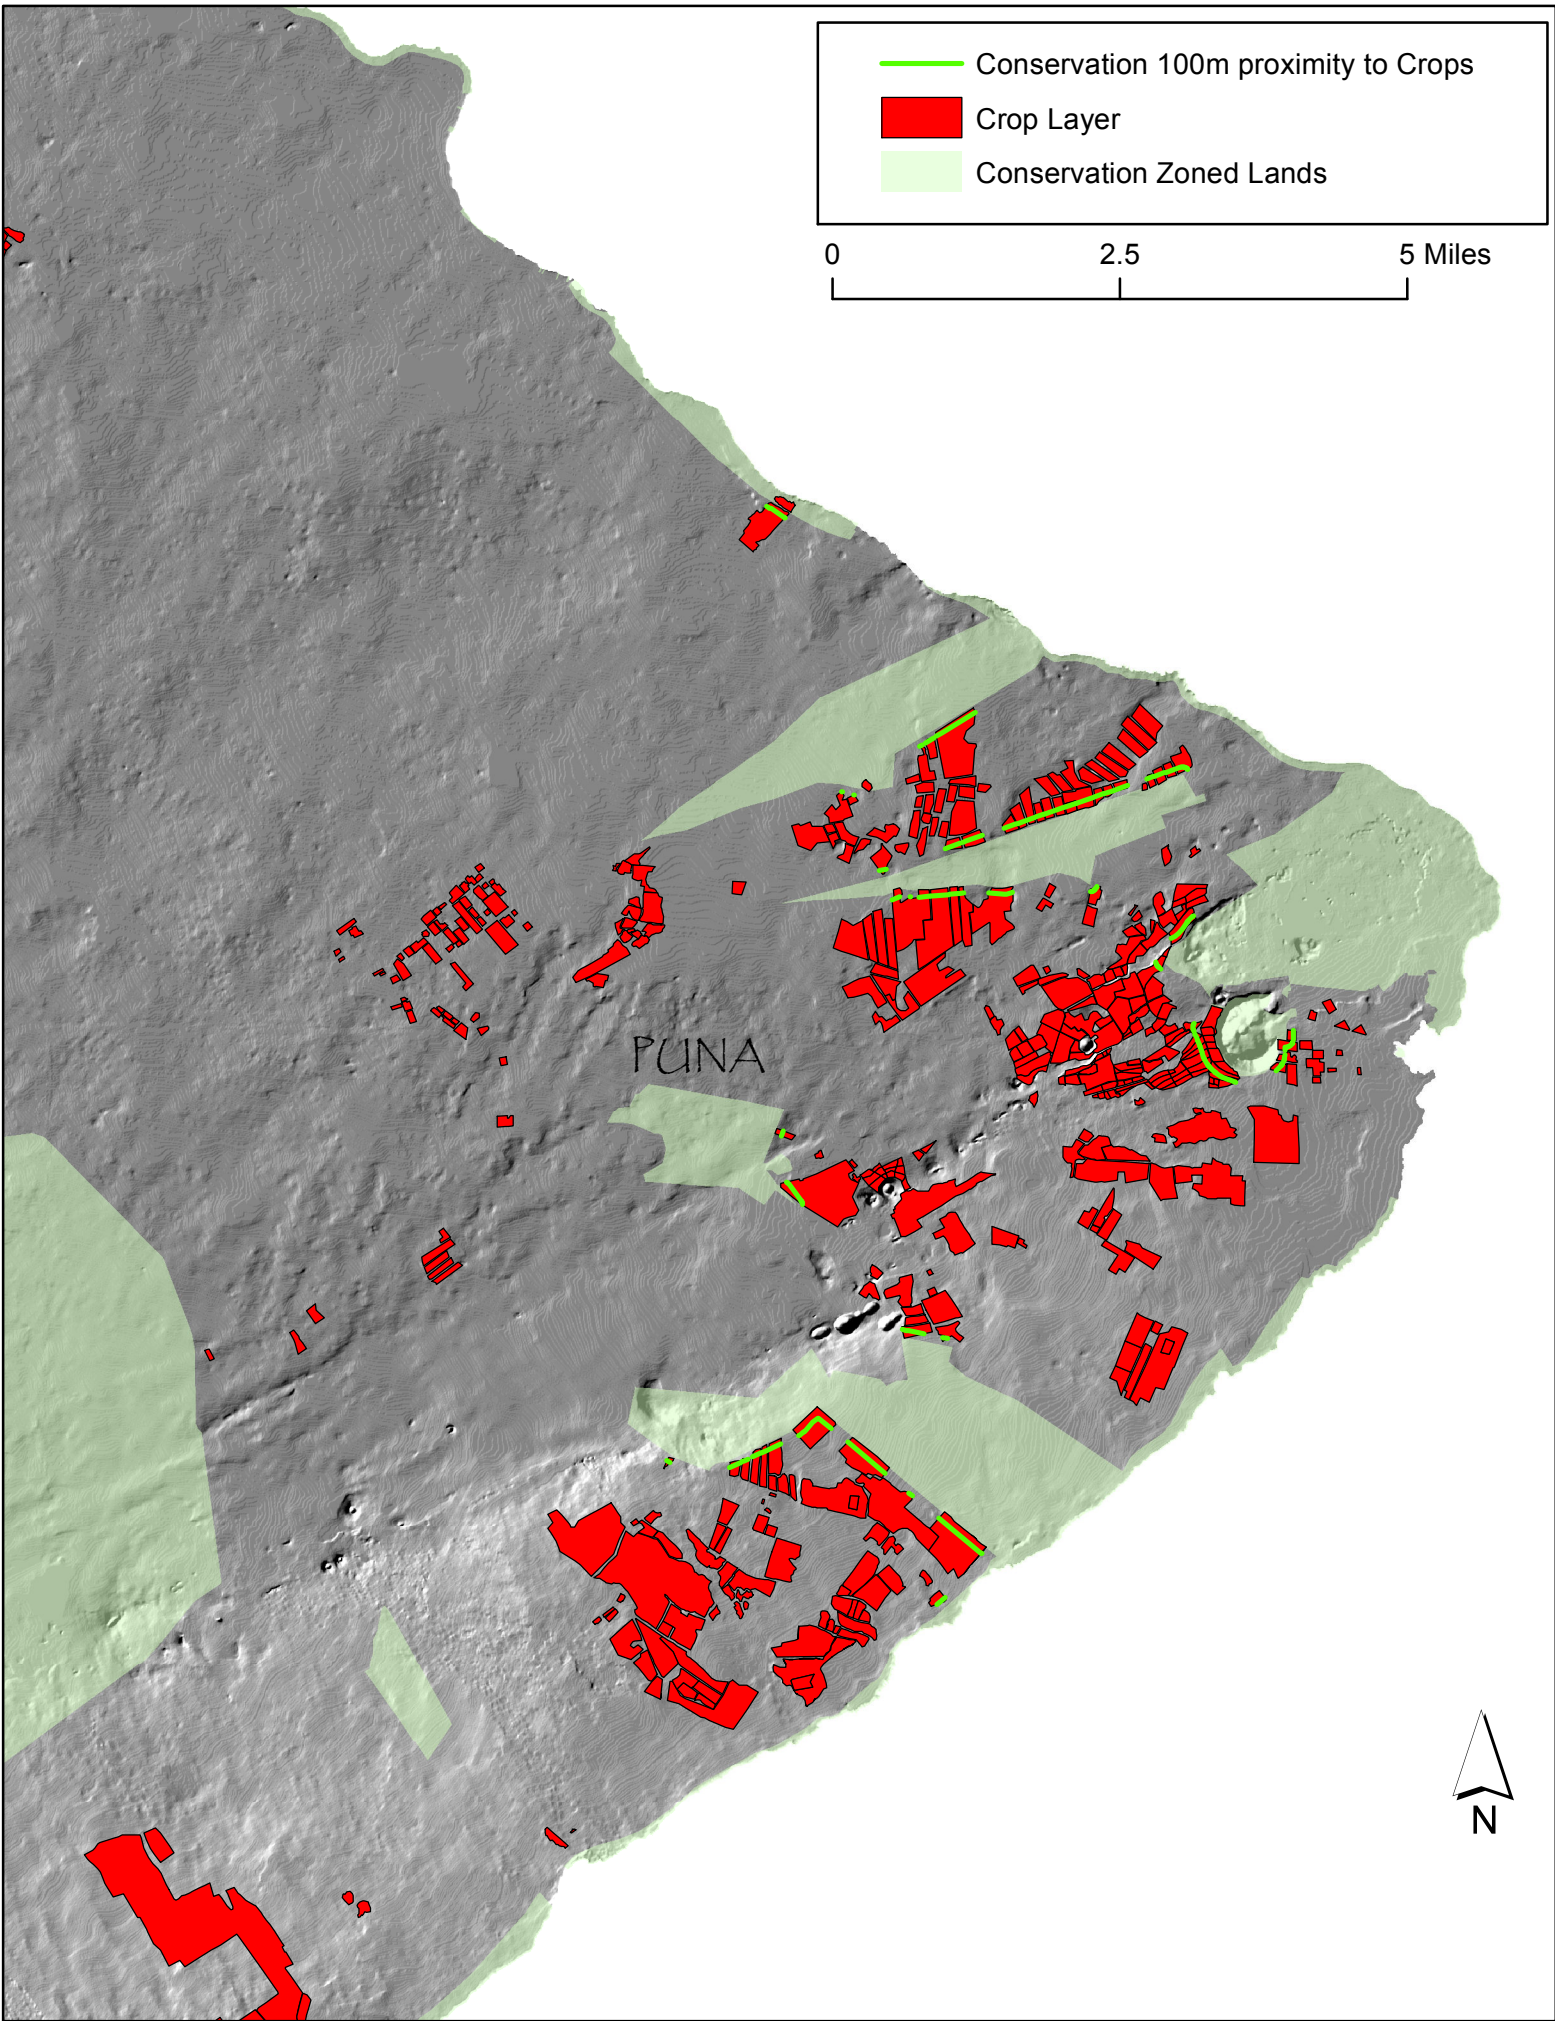 Conservation 100m proximity to Crops
Crop Layer
Conservation Zoned Lands
0 2.5 5 Miles
PUNA
N